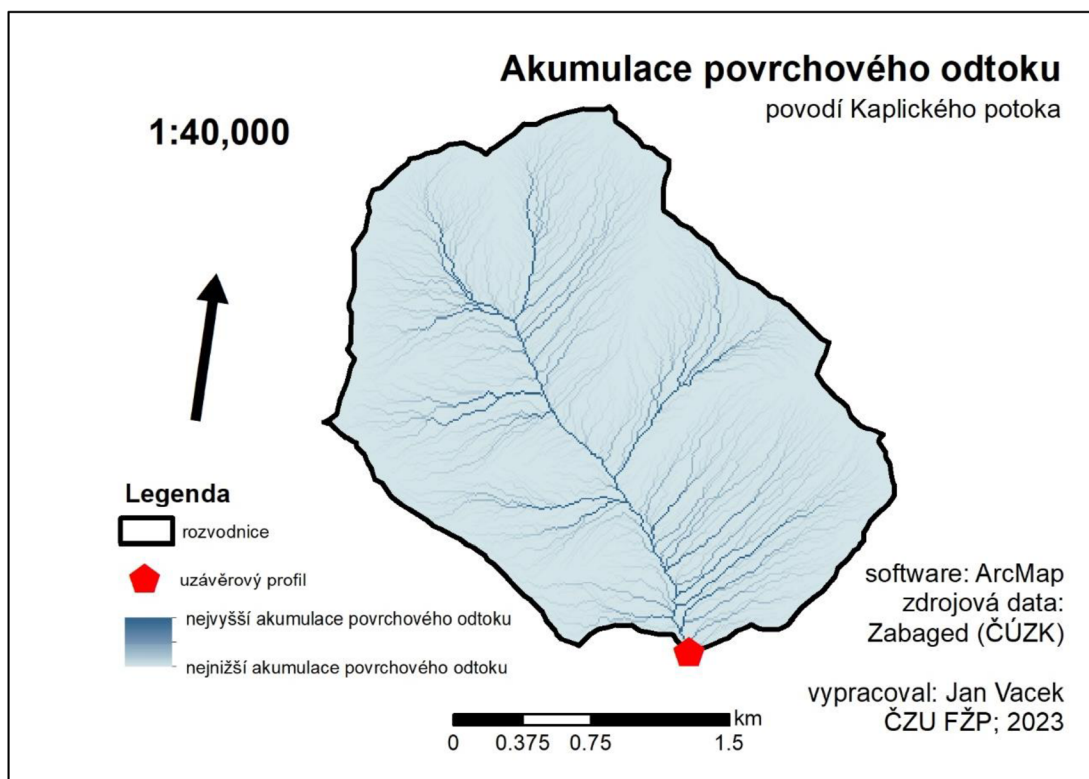 Akumulace povrchového odtoku
povodí Kaplického potoka
1:40,000
Legenda
rozvodnice
uzávěrový profil
nejvyšší akumulace povrchového odtoku
nejnižší akumulace povrchového odtoku
software: ArcMap
zdrojová data:
Zabaged (ČÚZK)
vypracoval: Jan Vacek
ČZU FŽP; 2023
km
0 0.375 0.75 1.5